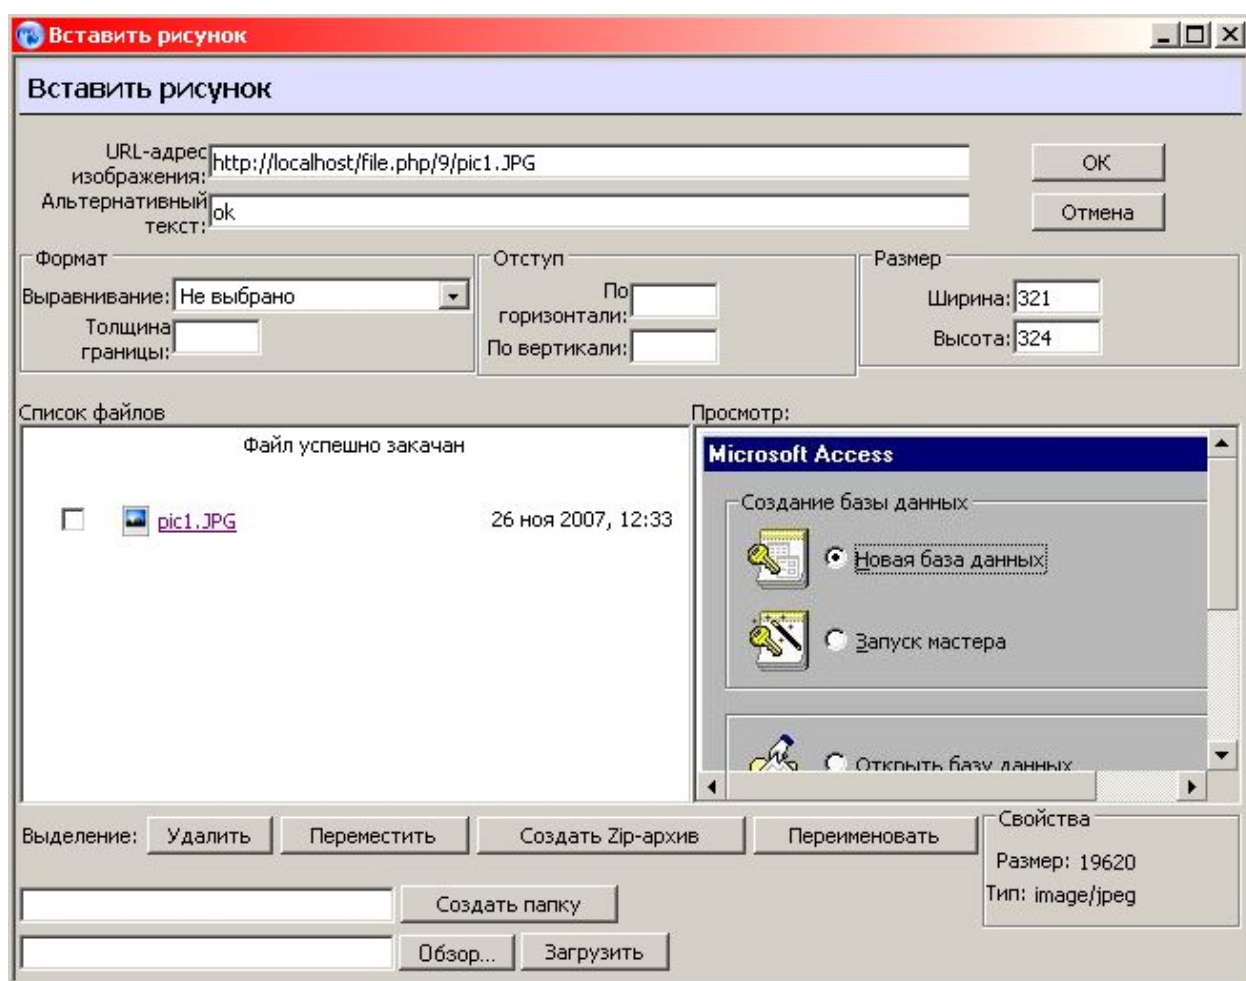 Вставить рисунок
Вставить рисунок
URL-адрес
изображения:
http://localhost/file.php/9/pic1.JPG
OK
Альтернативный
текст:
ok
Отмена
Формат
Выравнивание:
Не выбрано
Толщина
границы:
Отступ
По
горизонтали:
По вертикали:
Размер
Ширина: 321
Высота: 324
Список файлов
Просмотр:
Файл успешно закачан
pic1.JPG 26 ноя 2007, 12:33
Microsoft Access
Создание базы данных
Новая база данных
Запуск мастера
Открыть базу данных
Выделение: Удалить Переместить Создать Zip-архив Переименовать
Свойства
Размер: 19620
Тип: image/jpeg
Создать папку
Обзор... Загрузить